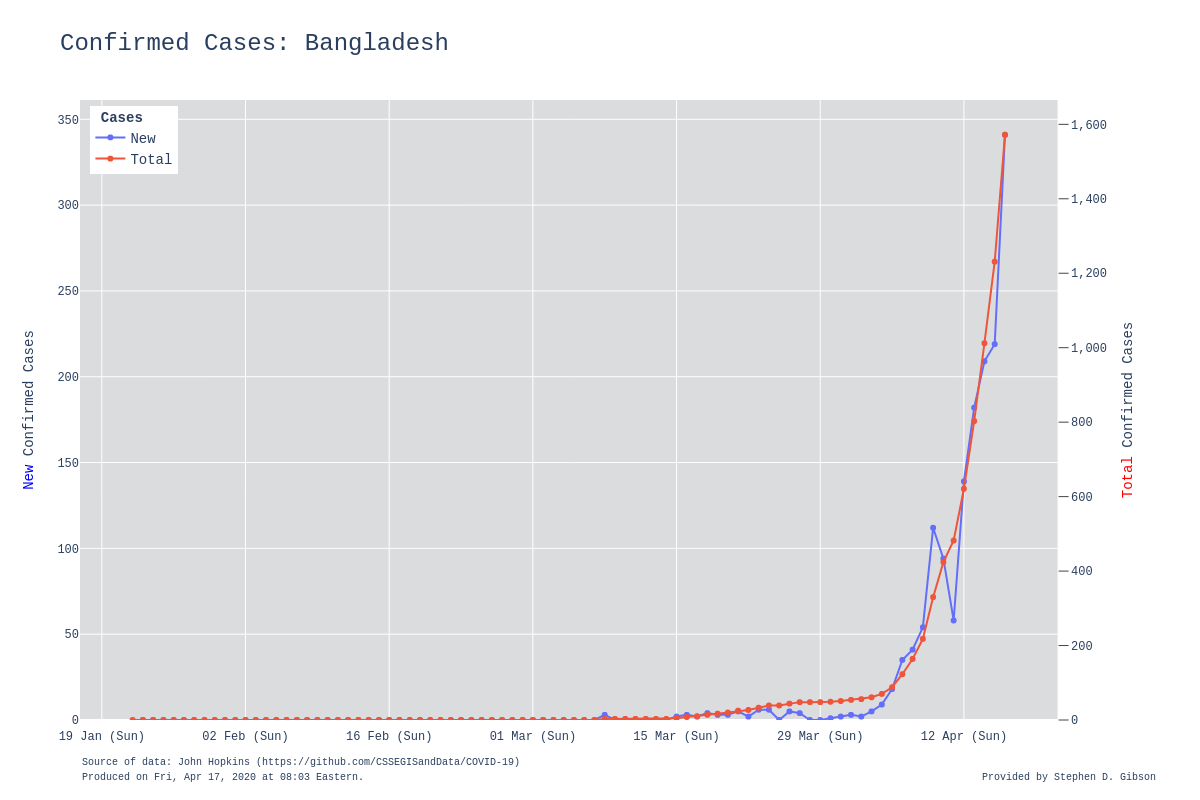 Confirmed Cases: Bangladesh
Cases
New
Total
350
300
250
200
150
100
50
0
New Confirmed Cases
1,600
1,400
1,200
1,000
800
600
400
200
0
Total Confirmed Cases
19 Jan (Sun) 02 Feb (Sun) 16 Feb (Sun) 01 Mar (Sun) 15 Mar (Sun) 29 Mar (Sun) 12 Apr (Sun)
Source of data: John Hopkins (https://github.com/CSSEGISandData/COVID-19)
Produced on Fri, Apr 17, 2020 at 08:03 Eastern.
Provided by Stephen D. Gibson